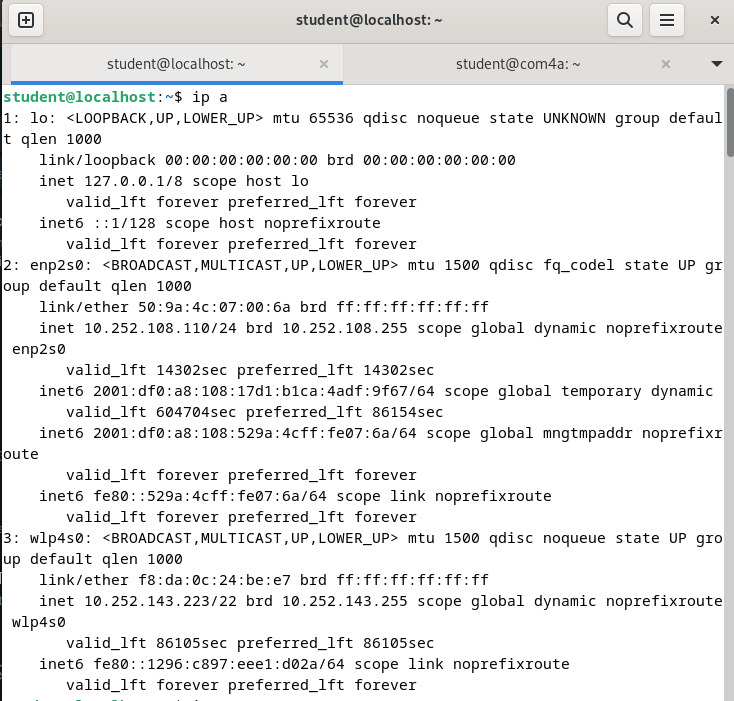 student@localhost: ~
student@localhost: ~
student@com4a: ~
student@localhost:~$ ip a
1: lo: <LOOPBACK,UP,LOWER_UP> mtu 65536 qdisc noqueue state UNKNOWN group defaul
t qlen 1000
    link/loopback 00:00:00:00:00:00 brd 00:00:00:00:00:00
    inet 127.0.0.1/8 scope host lo
       valid_lft forever preferred_lft forever
    inet6 ::1/128 scope host noprefixroute
       valid_lft forever preferred_lft forever
2: enp2s0: <BROADCAST,MULTICAST,UP,LOWER_UP> mtu 1500 qdisc fq_codel state UP gr
oup default qlen 1000
    link/ether 50:9a:4c:07:00:6a brd ff:ff:ff:ff:ff:ff
    inet 10.252.108.110/24 brd 10.252.108.255 scope global dynamic noprefixroute
 enp2s0
       valid_lft 14302sec preferred_lft 14302sec
    inet6 2001:df0:a8:108:17d1:b1ca:4adf:9f67/64 scope global temporary dynamic
       valid_lft 604704sec preferred_lft 86154sec
    inet6 2001:df0:a8:108:529a:4cff:fe07:6a/64 scope global mngtmpaddr noprefixr
oute
       valid_lft forever preferred_lft forever
    inet6 fe80::529a:4cff:fe07:6a/64 scope link noprefixroute
       valid_lft forever preferred_lft forever
3: wlp4s0: <BROADCAST,MULTICAST,UP,LOWER_UP> mtu 1500 qdisc noqueue state UP gro
up default qlen 1000
    link/ether f8:da:0c:24:be:e7 brd ff:ff:ff:ff:ff:ff
    inet 10.252.143.223/22 brd 10.252.143.255 scope global dynamic noprefixroute
 wlp4s0
       valid_lft 86105sec preferred_lft 86105sec
    inet6 fe80::1296:c897:eee1:d02a/64 scope link noprefixroute
       valid_lft forever preferred_lft forever